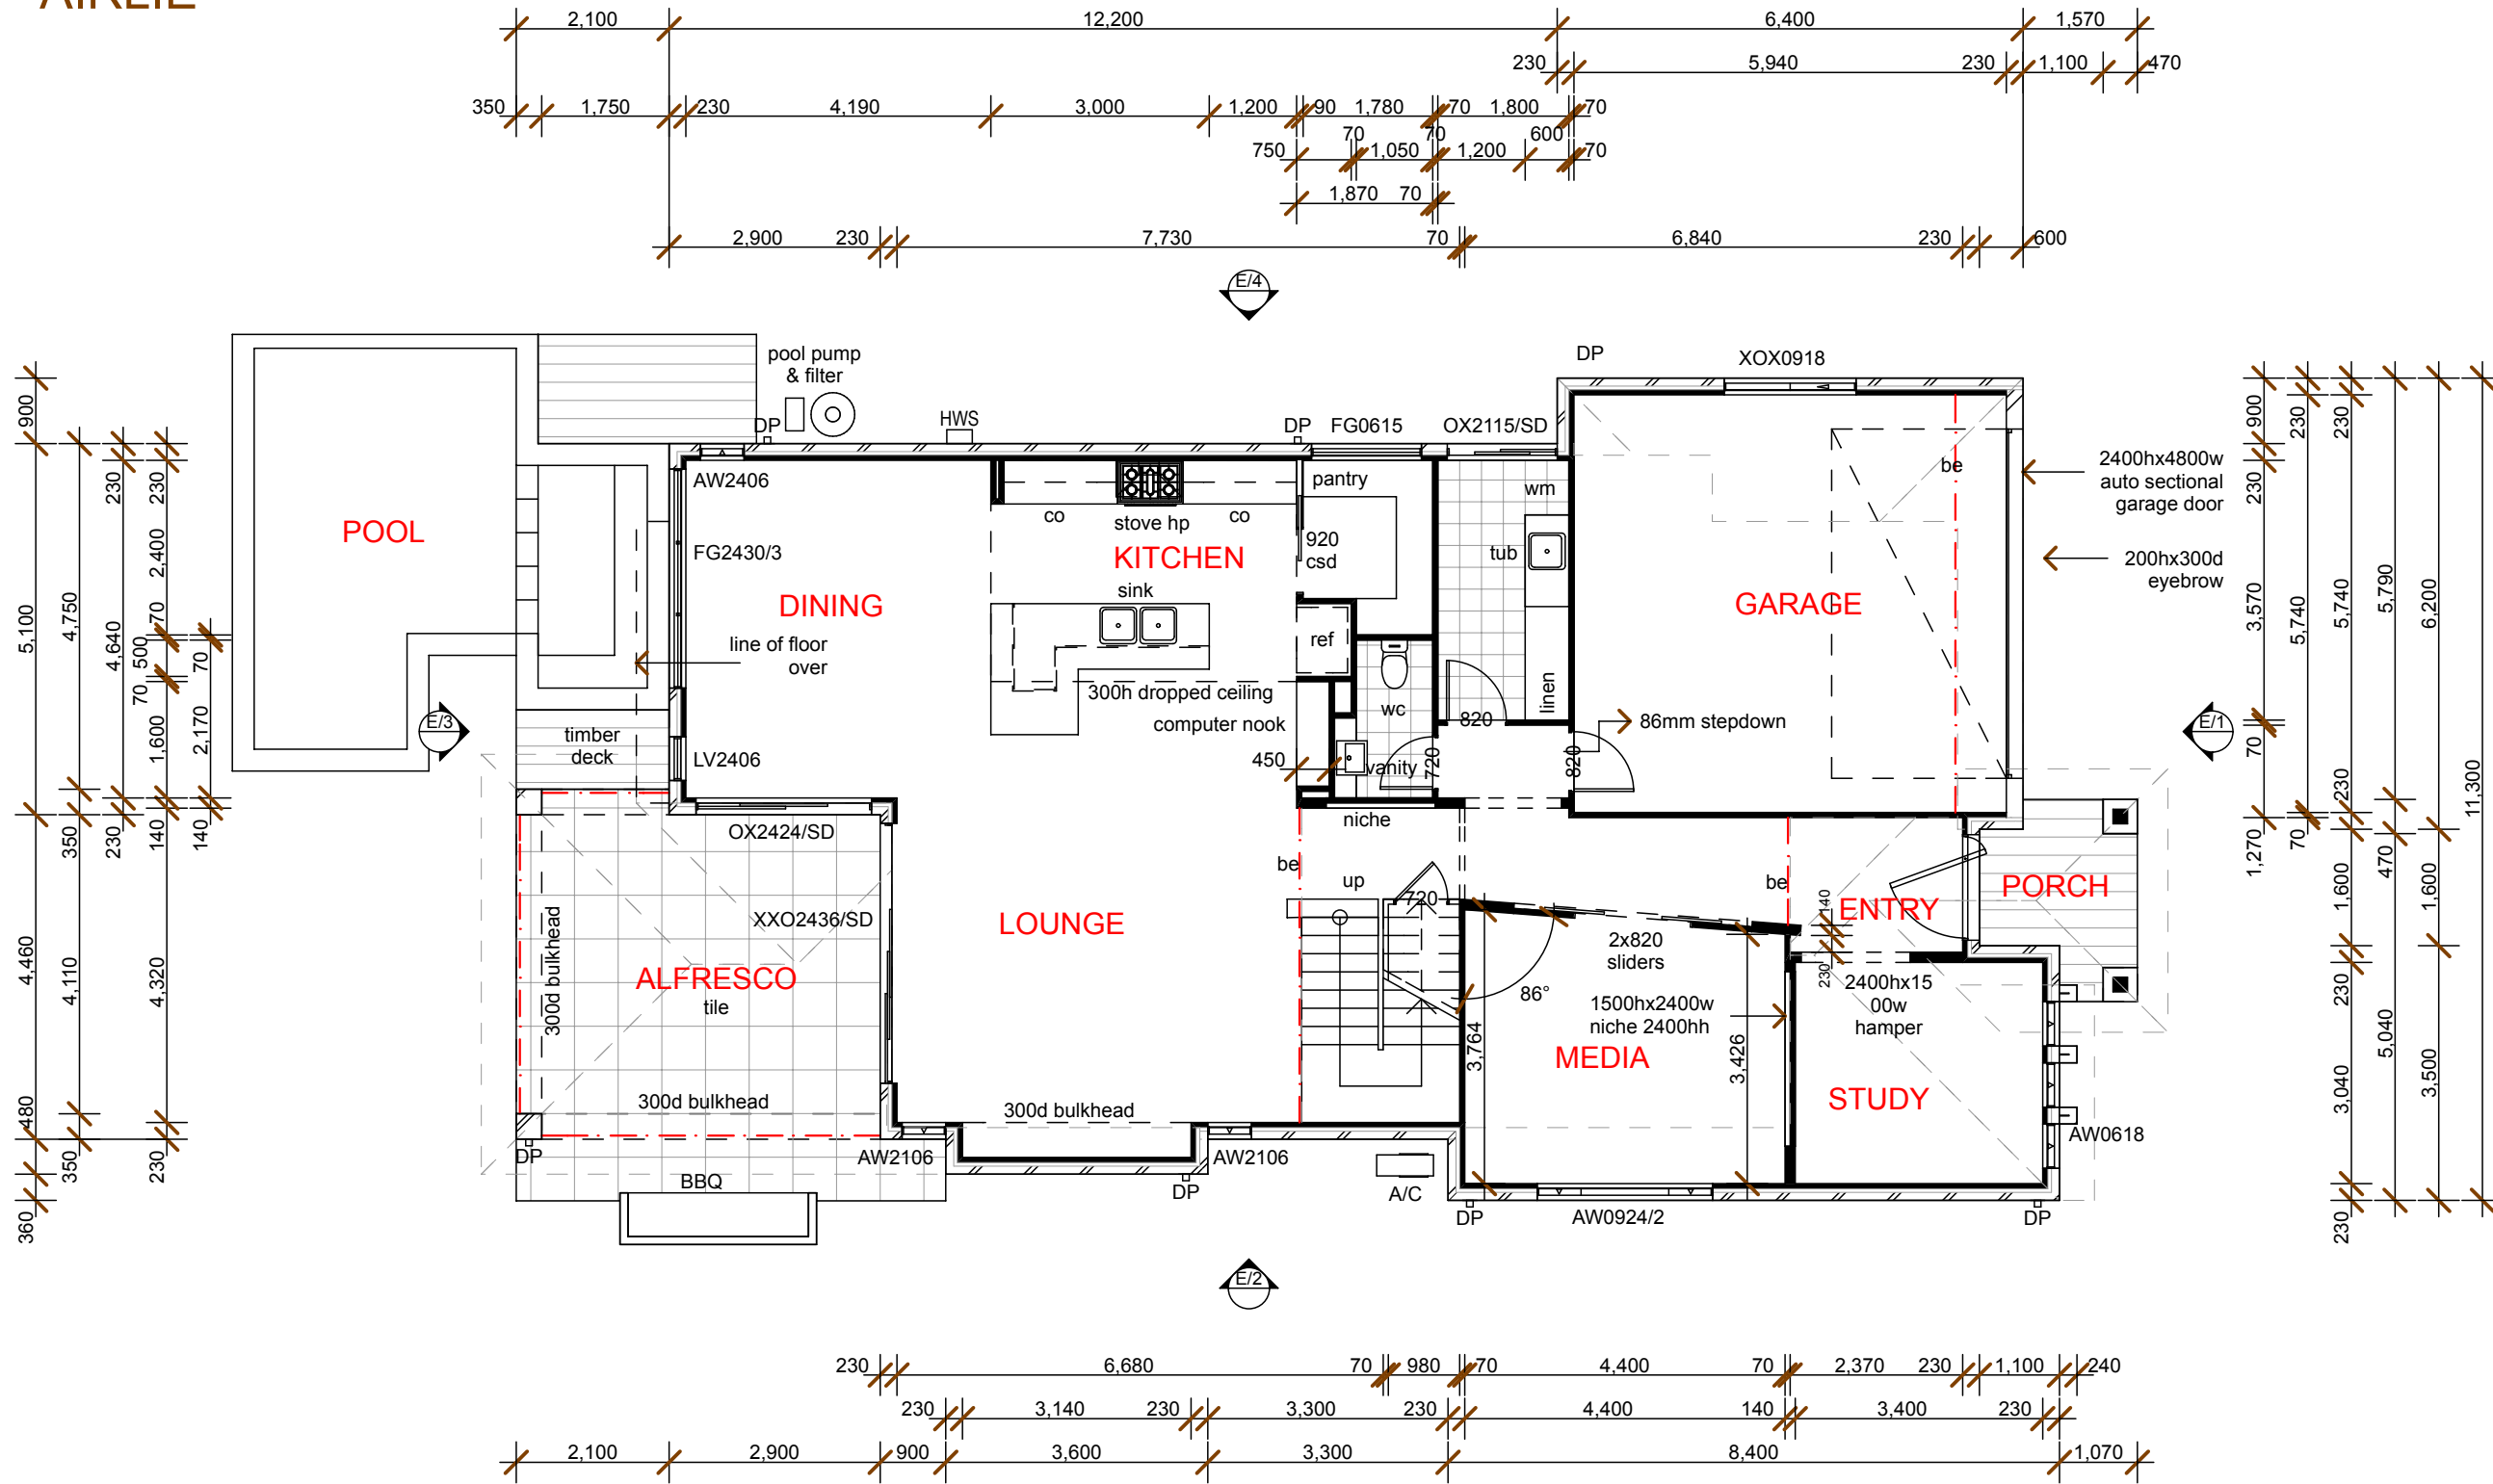 AIRLIE
2,100 12,200 6,400 1,570
230 5,940 230 1,100 470
350 1,750 230 4,190 3,000 1,200 90 1,780 70 1,800 70
70 70 600
750 1,050 1,200 70
1,870 70
2,900 230 7,730 70 6,840 230 600
E/4
pool pump
& filter
DP
HWS
DP
FG0615
OX2115/SD
DP
XOX0918
AW2406
pantry
wm
be
2400hx4800w
auto sectional
garage door
co
stove hp
co
POOL
FG2430/3
KITCHEN
920
csd
tub
200hx300d
eyebrow
DINING
sink
GARAGE
line of floor
over
ref
300h dropped ceiling
computer nook
wc
linen
820
86mm stepdown
E/3
E/1
timber
deck
LV2406
450
vanity
720
820
OX2424/SD
niche
be
up
720
be
140
ENTRY
PORCH
XXO2436/SD
LOUNGE
300d bulkhead
ALFRESCO
tile
2x820
sliders
230
2400hx15
00w
hamper
86°
1500hx2400w
niche 2400hh
3,764
MEDIA
3,426
STUDY
300d bulkhead
300d bulkhead
AW0618
DP
AW2106
AW2106
BBQ
DP
A/C
DP
AW0924/2
DP
E/2
900
5,100
4,460
480
360
4,750
350
4,110
350
230
4,640
230
230
2,400
70
500
70
1,600
140
4,320
230
70
2,170
140
900
230
3,570
70
1,270
230
5,740
70
230
5,740
230
1,600
230
3,040
230
5,790
470
5,040
6,200
1,600
3,500
11,300
230 6,680 70 980 70 4,400 70 2,370 230 1,100 240
230 3,140 230 3,300 230 4,400 140 3,400 230
2,100 2,900 900 3,600 3,300 8,400 1,070